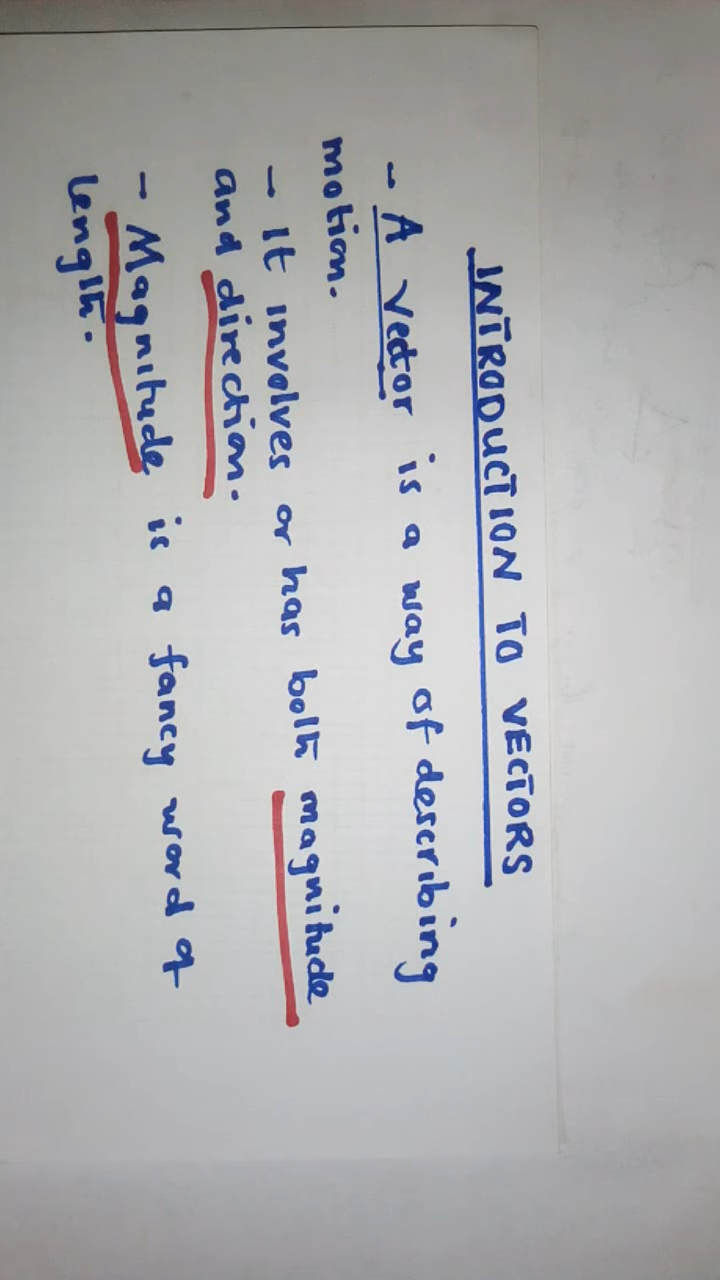 INTRODUCTION TO VECTORS
- A vector is a way of describing
motion.
- It involves or has both magnitude
and direction.
- Magnitude is a fancy word of
length.